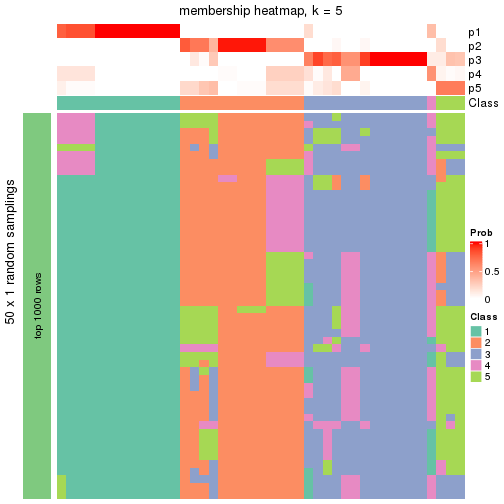 membership heatmap, k = 5
p1
p2
p3
p4
p5
Class
50 x 1 random samplings
top 1000 rows
Prob
1
0.5
0
Class
1
2
3
4
5